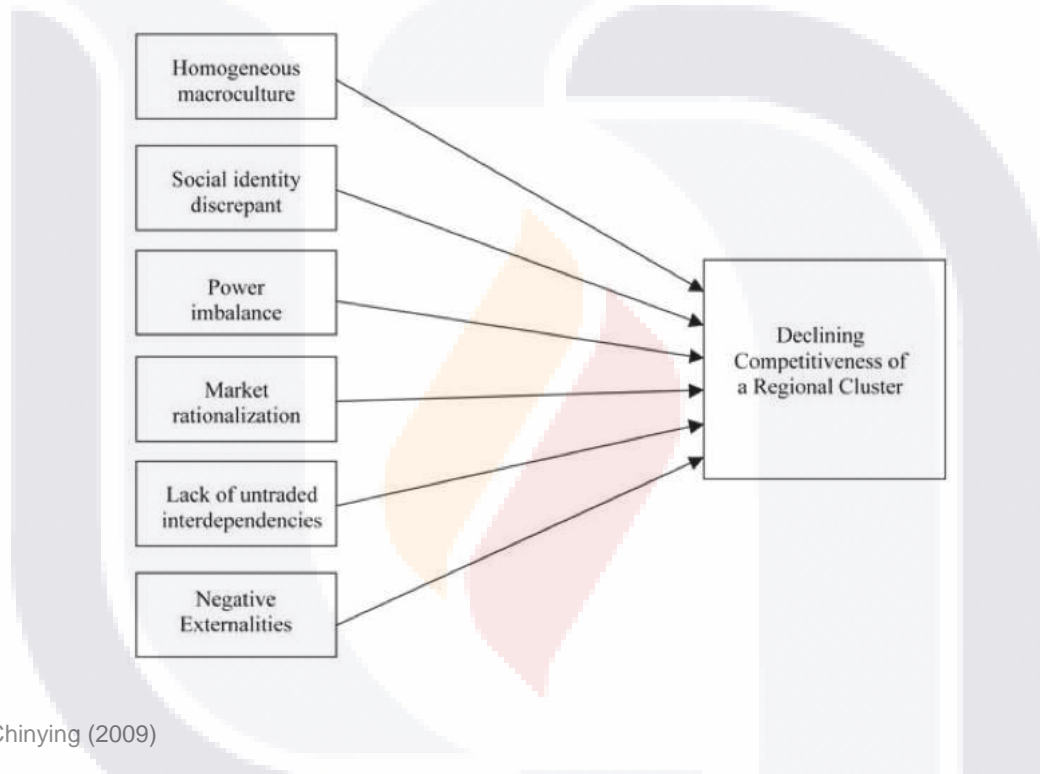 Homogeneous
macroculture
Social identity
discrepant
Power
imbalance
Market
rationalization
Lack of untraded
interdependencies
Negative
Externalities
Declining
Competitiveness of
a Regional Cluster
Chinying (2009)